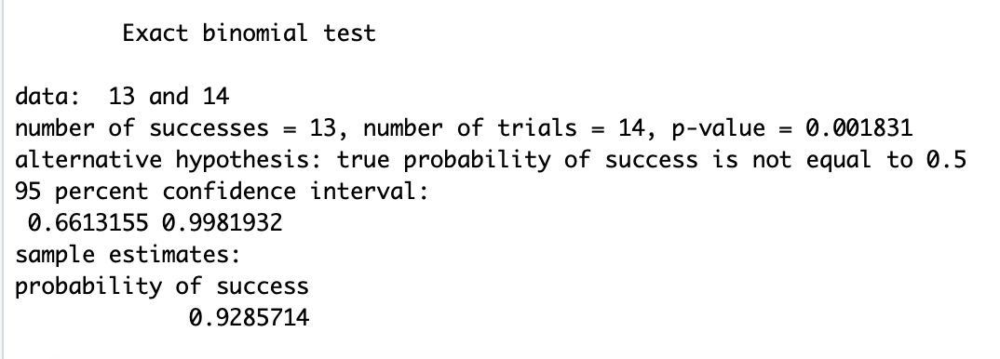 Exact binomial test
data:  13 and 14
number of successes = 13, number of trials = 14, p-value = 0.001831
alternative hypothesis: true probability of success is not equal to 0.5
95 percent confidence interval:
 0.6613155 0.9981932
sample estimates:
probability of success
             0.9285714